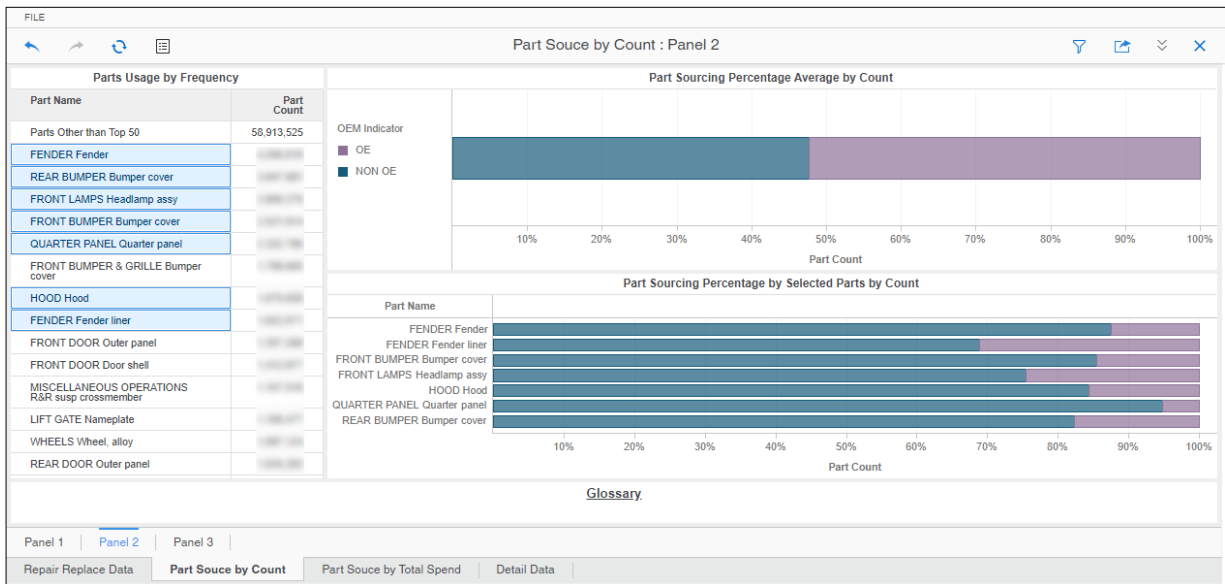 FILE
Part Souce by Count : Panel 2
Parts Usage by Frequency
Part Name
Part
Count
Parts Other than Top 50 58,913,525
FENDER Fender
REAR BUMPER Bumper cover
FRONT LAMPS Headlamp assy
FRONT BUMPER Bumper cover
QUARTER PANEL Quarter panel
FRONT BUMPER & GRILLE Bumper
cover
HOOD Hood
FENDER Fender liner
FRONT DOOR Outer panel
FRONT DOOR Door shell
MISCELLANEOUS OPERATIONS
R&R susp crossmember
LIFT GATE Nameplate
WHEELS Wheel, alloy
REAR DOOR Outer panel
Part Sourcing Percentage Average by Count
OEM Indicator
OE
NON OE
10% 20% 30% 40% 50% 60% 70% 80% 90% 100%
Part Count
Part Sourcing Percentage by Selected Parts by Count
Part Name
FENDER Fender
FENDER Fender liner
FRONT BUMPER Bumper cover
FRONT LAMPS Headlamp assy
HOOD Hood
QUARTER PANEL Quarter panel
REAR BUMPER Bumper cover
10% 20% 30% 40% 50% 60% 70% 80% 90% 100%
Part Count
Glossary
Panel 1 Panel 2 Panel 3
Repair Replace Data Part Souce by Count Part Souce by Total Spend Detail Data